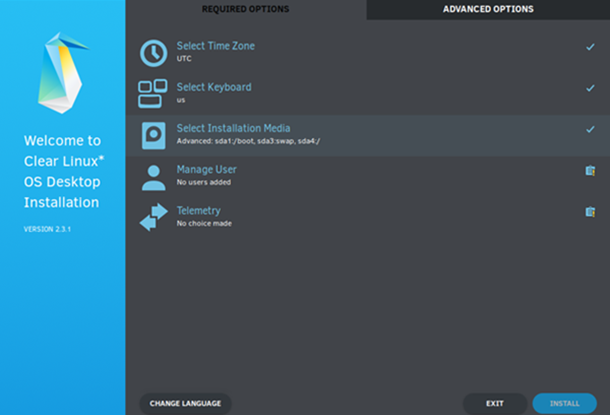 REQUIRED OPTIONS
ADVANCED OPTIONS
Welcome to
Clear Linux*
OS Desktop
Installation
VERSION 2.3.1
Select Time Zone
UTC
Select Keyboard
us
Select Installation Media
Advanced: sda1:/boot, sda3:swap, sda4:/
Manage User
No users added
Telemetry
No choice made
CHANGE LANGUAGE
EXIT
INSTALL